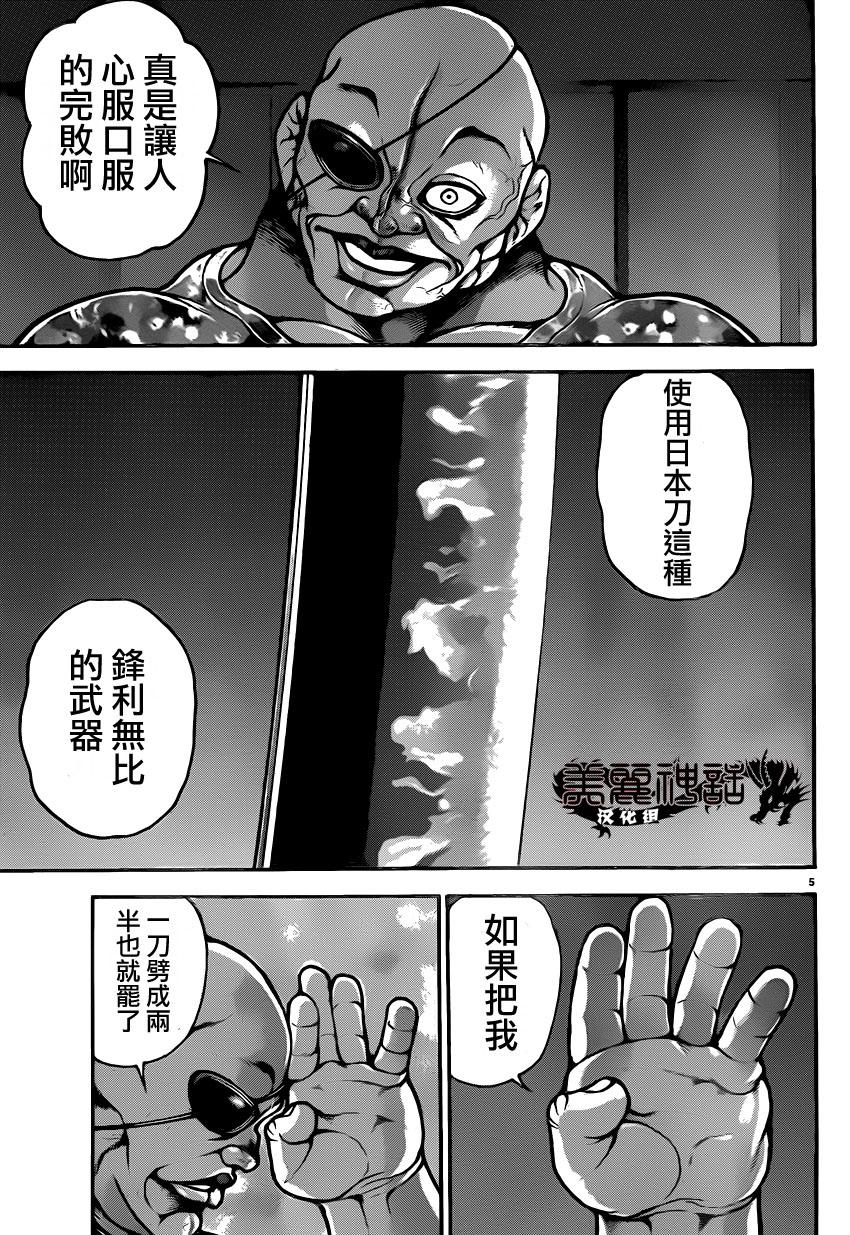 真是讓人
心服口服
的完敗啊
使用日本刀這種
鋒利無比
的武器
美麗神話
汉化组
5
如果把我
一刀劈成兩
半也就罷了